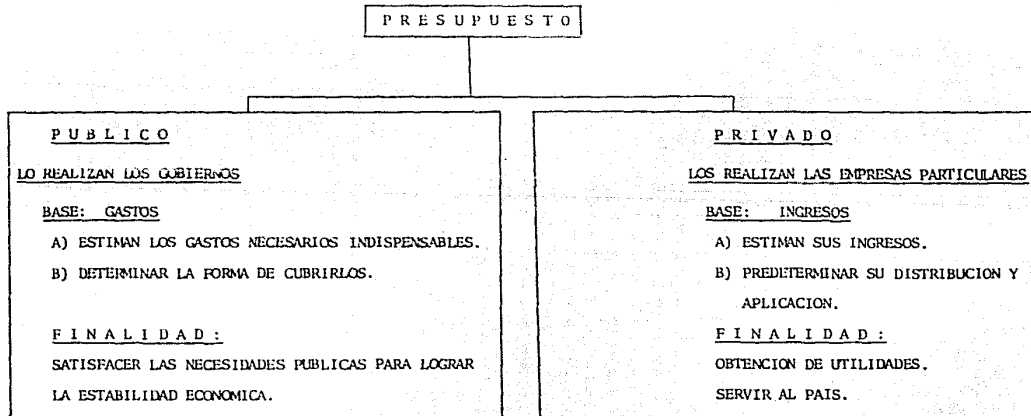 P R E S U P U E S T O
P U B L I C O
LO REALIZAN LOS GOBIERNOS
BASE: GASTOS
A) ESTIMAN LOS GASTOS NECESARIOS INDISPENSABLES.
B) DETERMINAR LA FORMA DE CUBRIRLOS.
F I N A L I D A D :
SATISFACER LAS NECESIDADES PUBLICAS PARA LOGRAR
LA ESTABILIDAD ECONOMICA.
P R I V A D O
LOS REALIZAN LAS EMPRESAS PARTICULARES
BASE: INGRESOS
A) ESTIMAN SUS INGRESOS.
B) PREDETERMINAR SU DISTRIBUCION Y
APLICACION.
F I N A L I D A D :
OBTENCION DE UTILIDADES.
SERVIR AL PAIS.